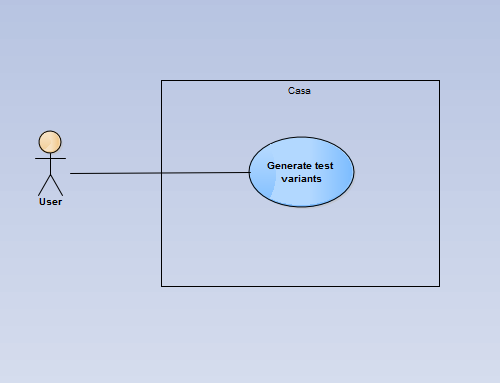 Casa
Generate test
variants
User